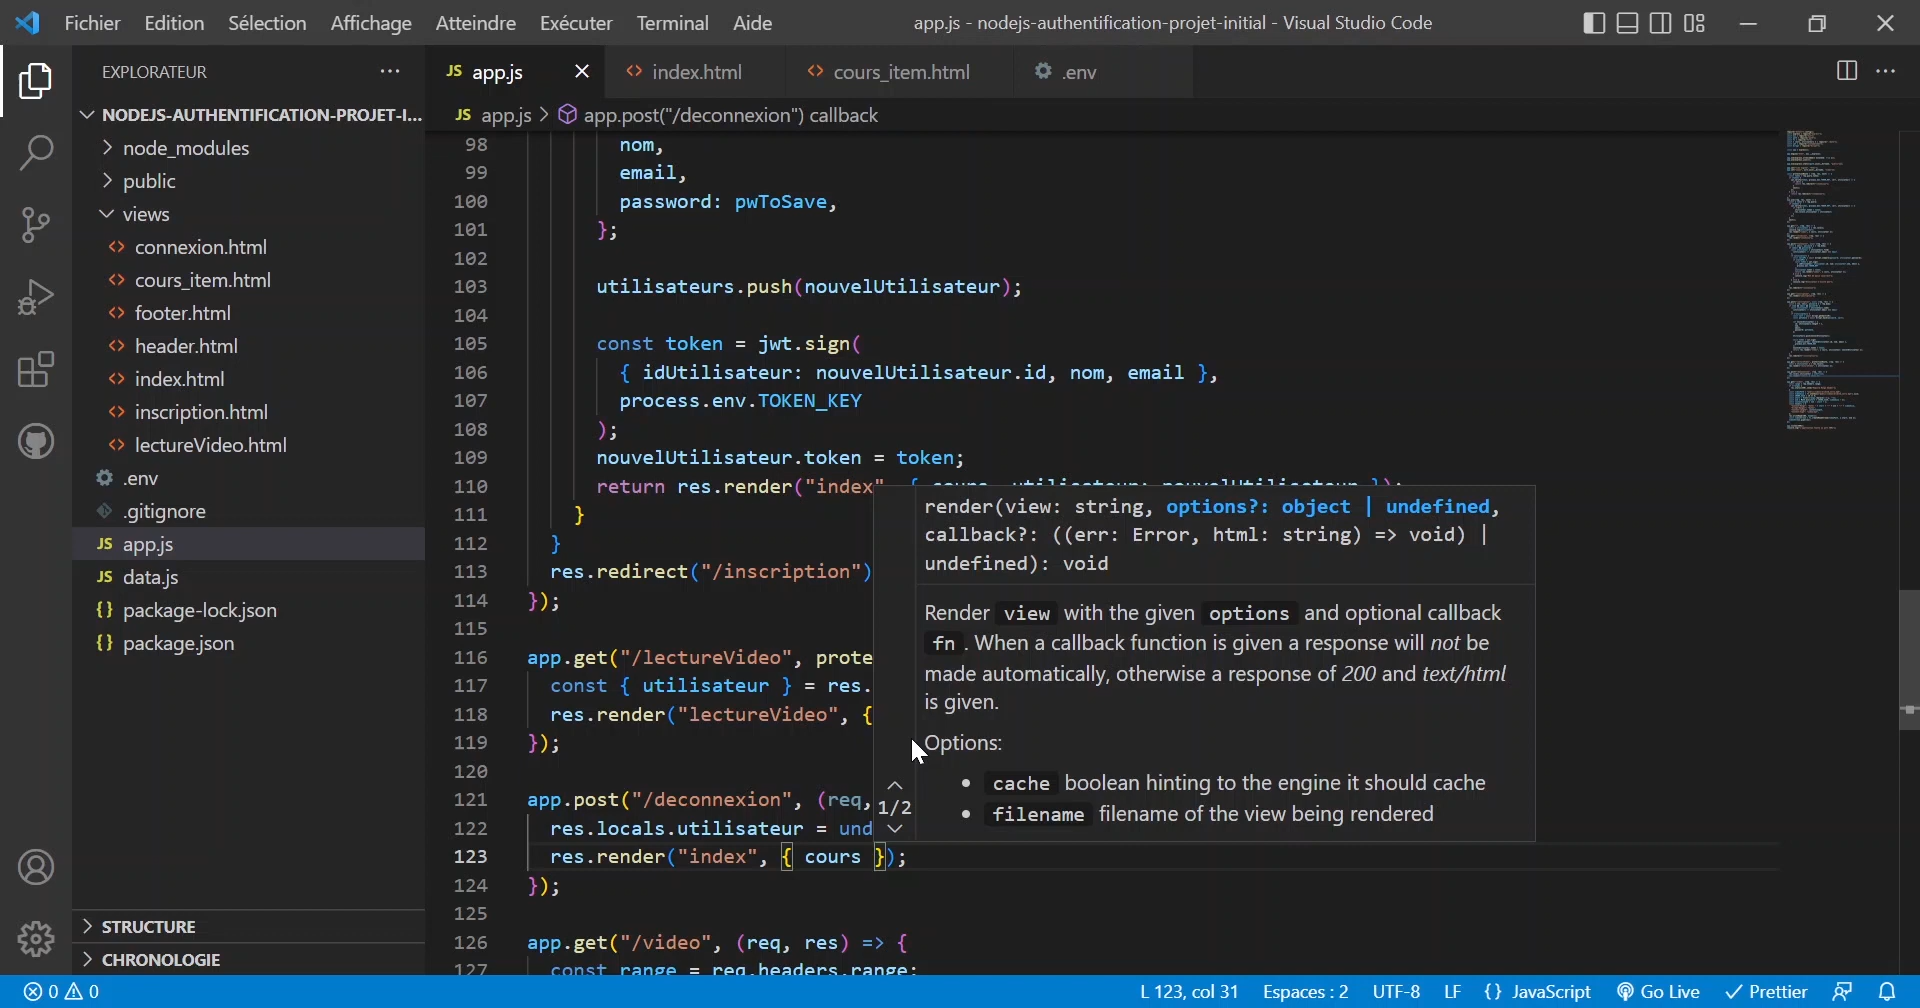 Fichier Edition Sélection Affichage Atteindre Exécuter Terminal Aide
app.js - nodejs-authentification-projet-initial - Visual Studio Code
EXPLORATEUR ...
NODEJS-AUTHENTIFICATION-PROJET-I...
node_modules
public
views
<> connexion.html
<> cours_item.html
<> footer.html
<> header.html
<> index.html
<> inscription.html
<> lectureVideo.html
.env
.gitignore
JS app.js
JS data.js
{} package-lock.json
{} package.json
STRUCTURE
CHRONOLOGIE
JS app.js <> index.html <> cours_item.html .env ...
JS app.js > app.post("/deconnexion") callback
98 nom,
99 email,
100 password: pwToSave,
101 };
102
103 utilisateurs.push(nouvelUtilisateur);
104
105 const token = jwt.sign(
106 { idUtilisateur: nouvelUtilisateur.id, nom, email },
107 process.env.TOKEN_KEY
108 );
109 nouvelUtilisateur.token = token;
110 return res.render("index", { cours, utilisateur: nouvelUtilisateur });
111 }
112 }
113 res.redirect("/inscription")
114 });
115
116 app.get("/lectureVideo", prote
117 const { utilisateur } = res.
118 res.render("lectureVideo", {
119 });
120
121 app.post("/deconnexion", (req,
122 res.locals.utilisateur = und
123 res.render("index", { cours });
124 });
125
126 app.get("/video", (req, res) => {
127 const range = req.headers.range;
render(view: string, options?: object | undefined,
callback?: ((err: Error, html: string) => void) |
undefined): void
Render view with the given options and optional callback
fn . When a callback function is given a response will not be
made automatically, otherwise a response of 200 and text/html
is given.
Options:
• cache boolean hinting to the engine it should cache
• filename filename of the view being rendered
1/2
0 0 L 123, col 31 Espaces : 2 UTF-8 LF {} JavaScript Go Live Prettier